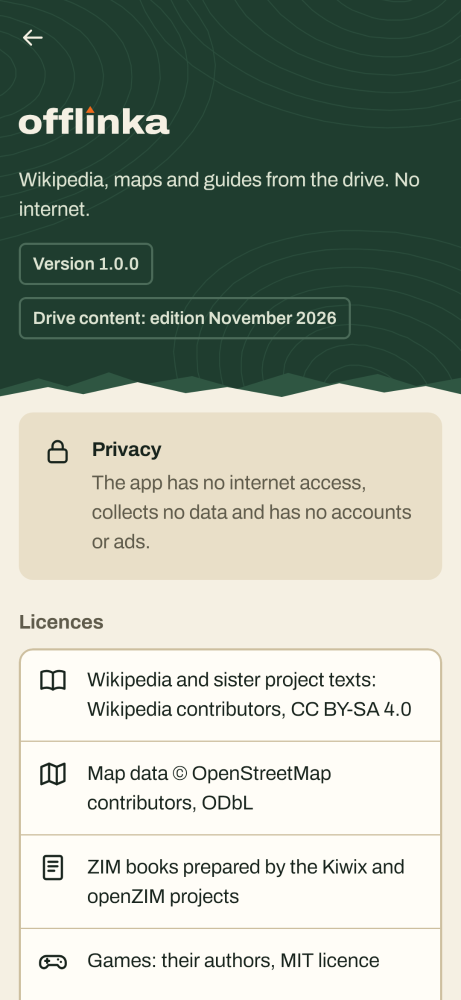 offlinka
Wikipedia, maps and guides from the drive. No
internet.
Version 1.0.0
Drive content: edition November 2026
Privacy
The app has no internet access,
collects no data and has no accounts
or ads.
Licences
Wikipedia and sister project texts:
Wikipedia contributors, CC BY-SA 4.0
Map data © OpenStreetMap
contributors, ODbL
ZIM books prepared by the Kiwix and
openZIM projects
Games: their authors, MIT licence